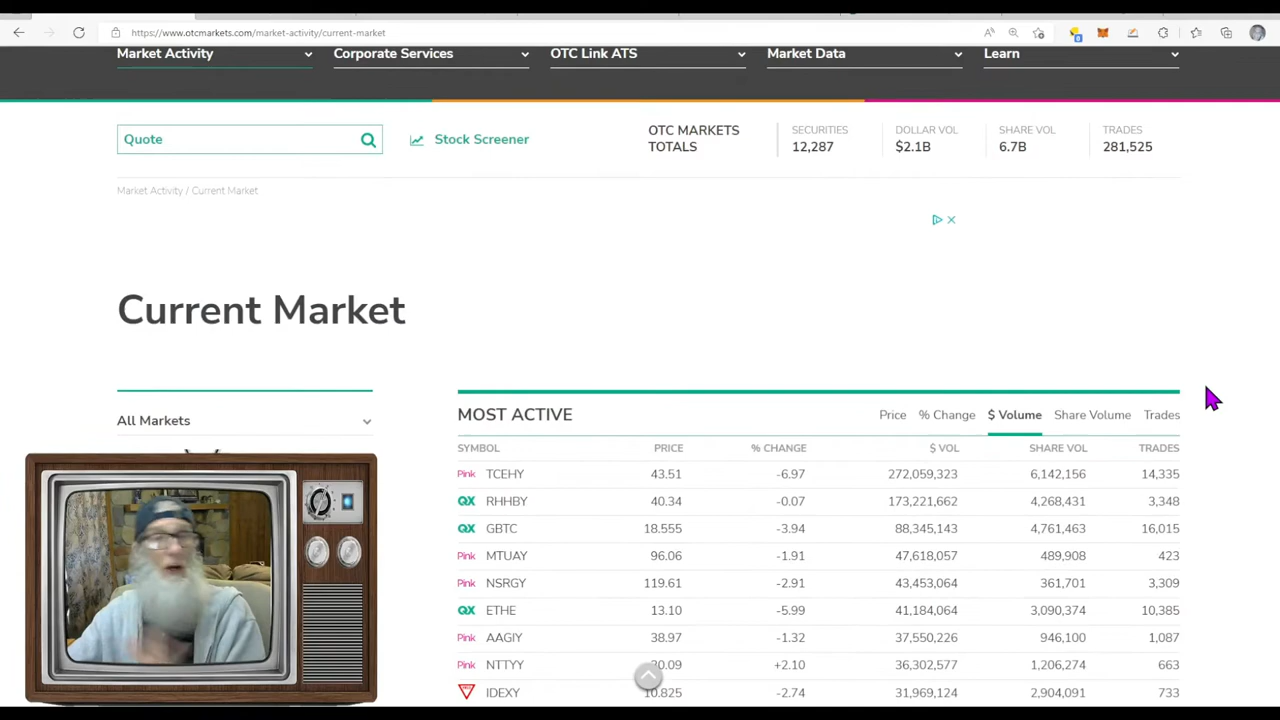 https://www.otcmarkets.com/market-activity/current-market
Market Activity Corporate Services OTC Link ATS Market Data Learn
Quote Stock Screener
OTC MARKETS TOTALS
SECURITIES DOLLAR VOL SHARE VOL TRADES
12,287 $2.1B 6.7B 281,525
Market Activity / Current Market
Current Market
All Markets
MOST ACTIVE Price % Change $ Volume Share Volume Trades
SYMBOL PRICE % CHANGE $ VOL SHARE VOL TRADES
Pink TCEHY 43.51 -6.97 272,059,323 6,142,156 14,335
QX RHHBY 40.34 -0.07 173,221,662 4,268,431 3,348
QX GBTC 18.555 -3.94 88,345,143 4,761,463 16,015
Pink MTUAY 96.06 -1.91 47,618,057 489,908 423
Pink NSRGY 119.61 -2.91 43,453,064 361,701 3,309
QX ETHE 13.10 -5.99 41,184,064 3,090,374 10,385
Pink AAGIY 38.97 -1.32 37,550,226 946,100 1,087
Pink NTTYY +2.10 36,302,577 1,206,274 663
IDEXY 10.825 -2.74 31,969,124 2,904,091 733